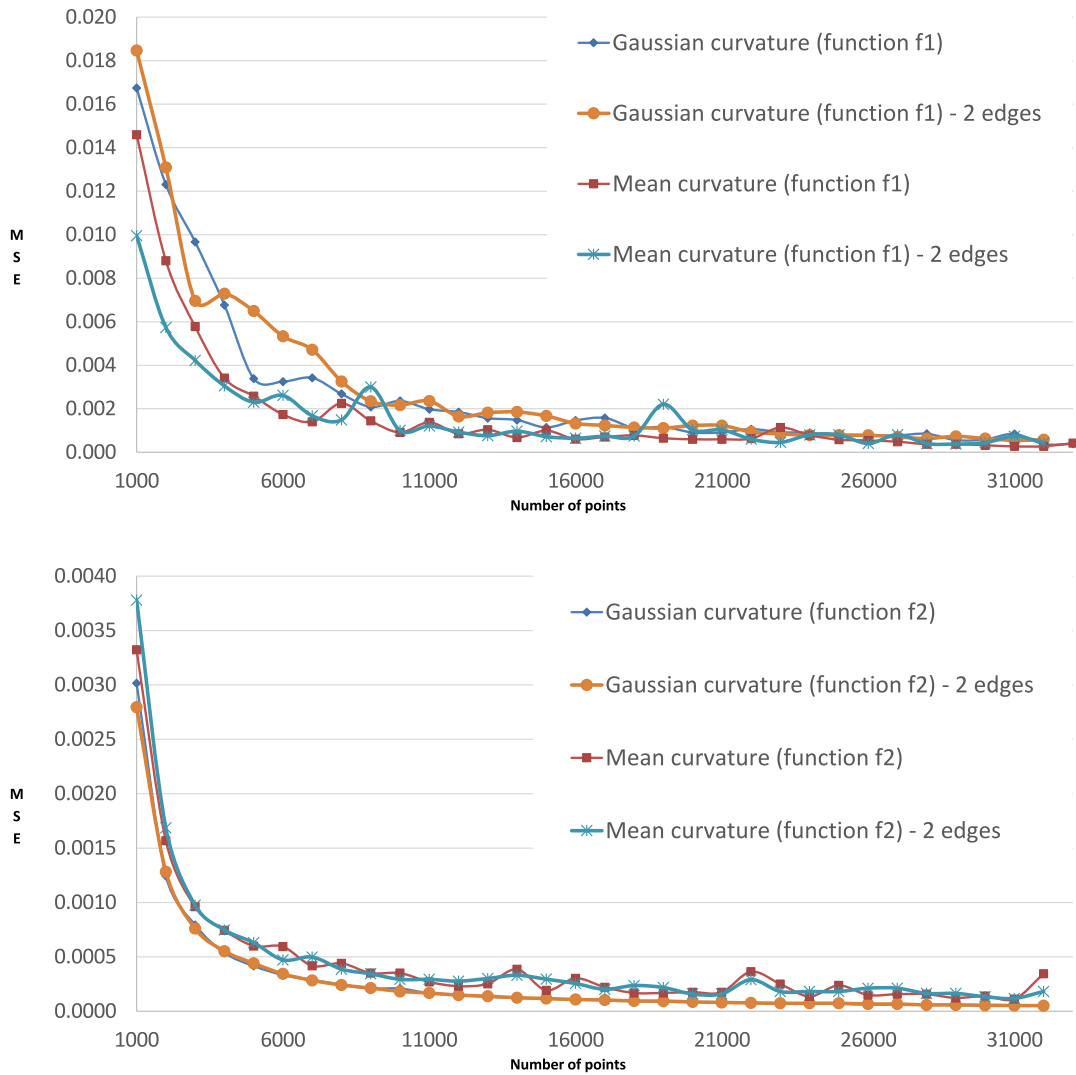 0.020
0.018
0.016
0.014
0.012
0.010
0.008
0.006
0.004
0.002
0.000
M
S
E
Gaussian curvature (function f1)
Gaussian curvature (function f1) - 2 edges
Mean curvature (function f1)
Mean curvature (function f1) - 2 edges
1000 6000 11000 16000 21000 26000 31000
Number of points
0.0040
0.0035
0.0030
0.0025
0.0020
0.0015
0.0010
0.0005
0.0000
M
S
E
Gaussian curvature (function f2)
Gaussian curvature (function f2) - 2 edges
Mean curvature (function f2)
Mean curvature (function f2) - 2 edges
1000 6000 11000 16000 21000 26000 31000
Number of points